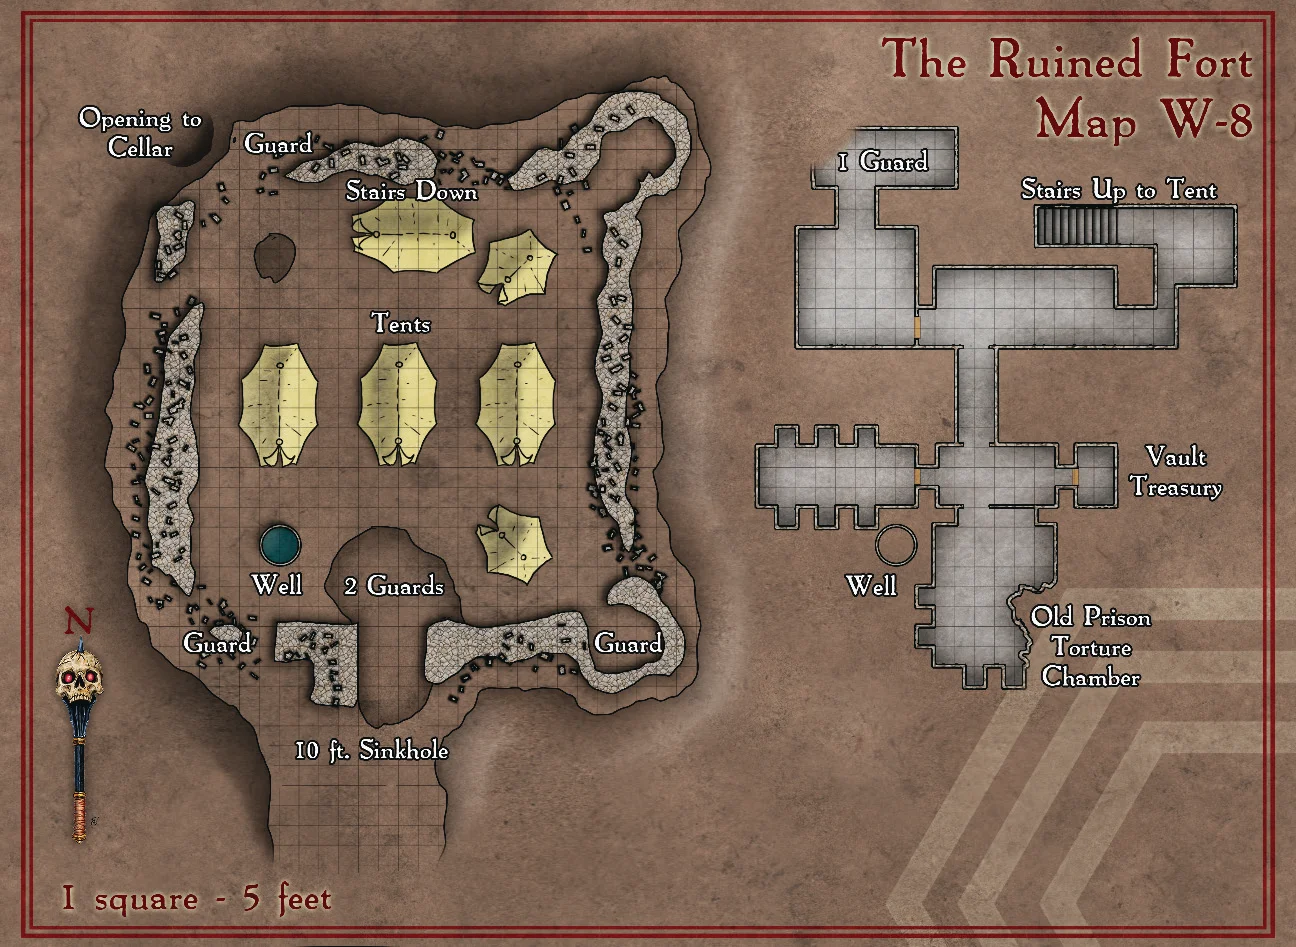 The Ruined Fort
Map W-8
Opening to
Cellar
Guard
Stairs Down
Tents
Well
2 Guards
Guard
Guard
10 ft. Sinkhole
N
1 square - 5 feet
1 Guard
Stairs Up to Tent
Vault
Treasury
Well
Old Prison
Torture
Chamber